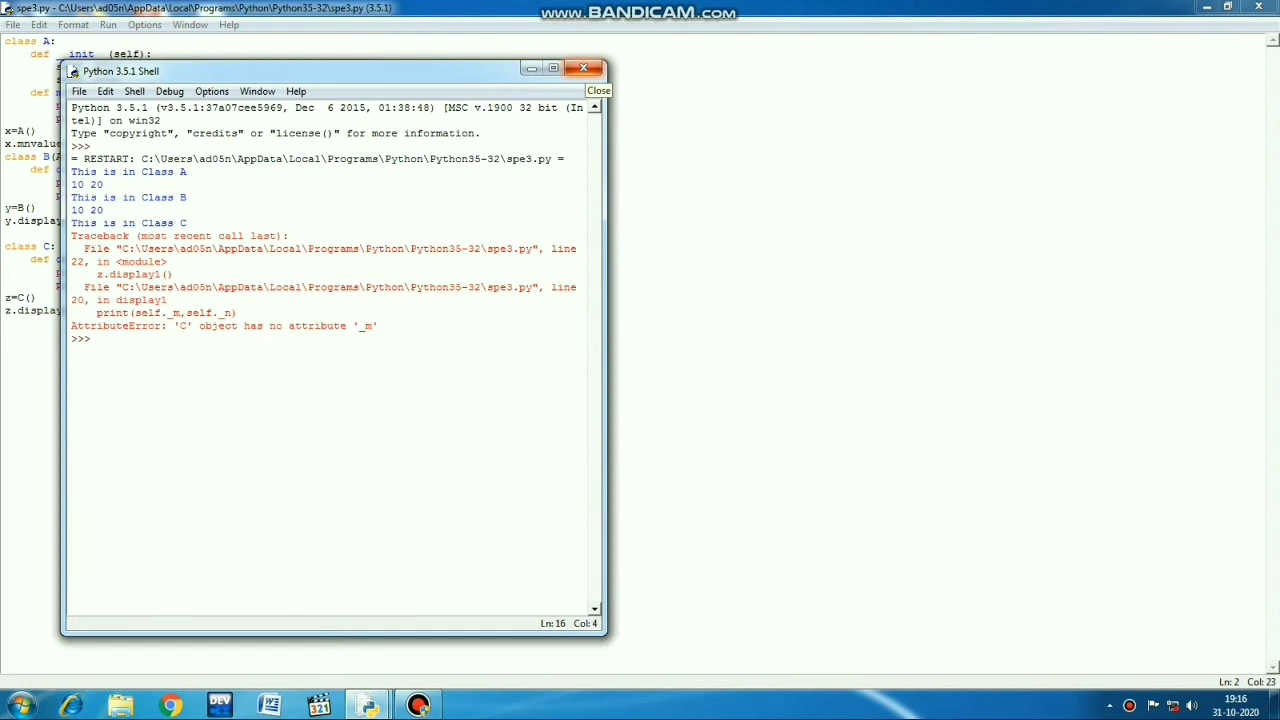 spe3.py - C:\Users\ad05n\AppData\Local\Programs\Python\Python35-32\spe3.py (3.5.1)
www.BANDICAM.com
File Edit Format Run Options Window Help
class A:
def __init__(self):
Python 3.5.1 Shell
File Edit Shell Debug Options Window Help
Close
Python 3.5.1 (v3.5.1:37a07cee5969, Dec  6 2015, 01:38:48) [MSC v.1900 32 bit (In
tel)] on win32
Type "copyright", "credits" or "license()" for more information.
>>>
= RESTART: C:\Users\ad05n\AppData\Local\Programs\Python\Python35-32\spe3.py =
This is in Class A
10 20
This is in Class B
10 20
This is in Class C
Traceback (most recent call last):
File "C:\Users\ad05n\AppData\Local\Programs\Python\Python35-32\spe3.py", line
22, in <module>
z.display1()
File "C:\Users\ad05n\AppData\Local\Programs\Python\Python35-32\spe3.py", line
20, in display1
print(self._m,self._n)
AttributeError: 'C' object has no attribute '_m'
>>>
x=A()
x.mnvalue
class B(A
y=B()
y.display
class C:
z=C()
z.display
Ln: 16 Col: 4
Ln: 2 Col: 23
DEV
321
19:16
31-10-2020